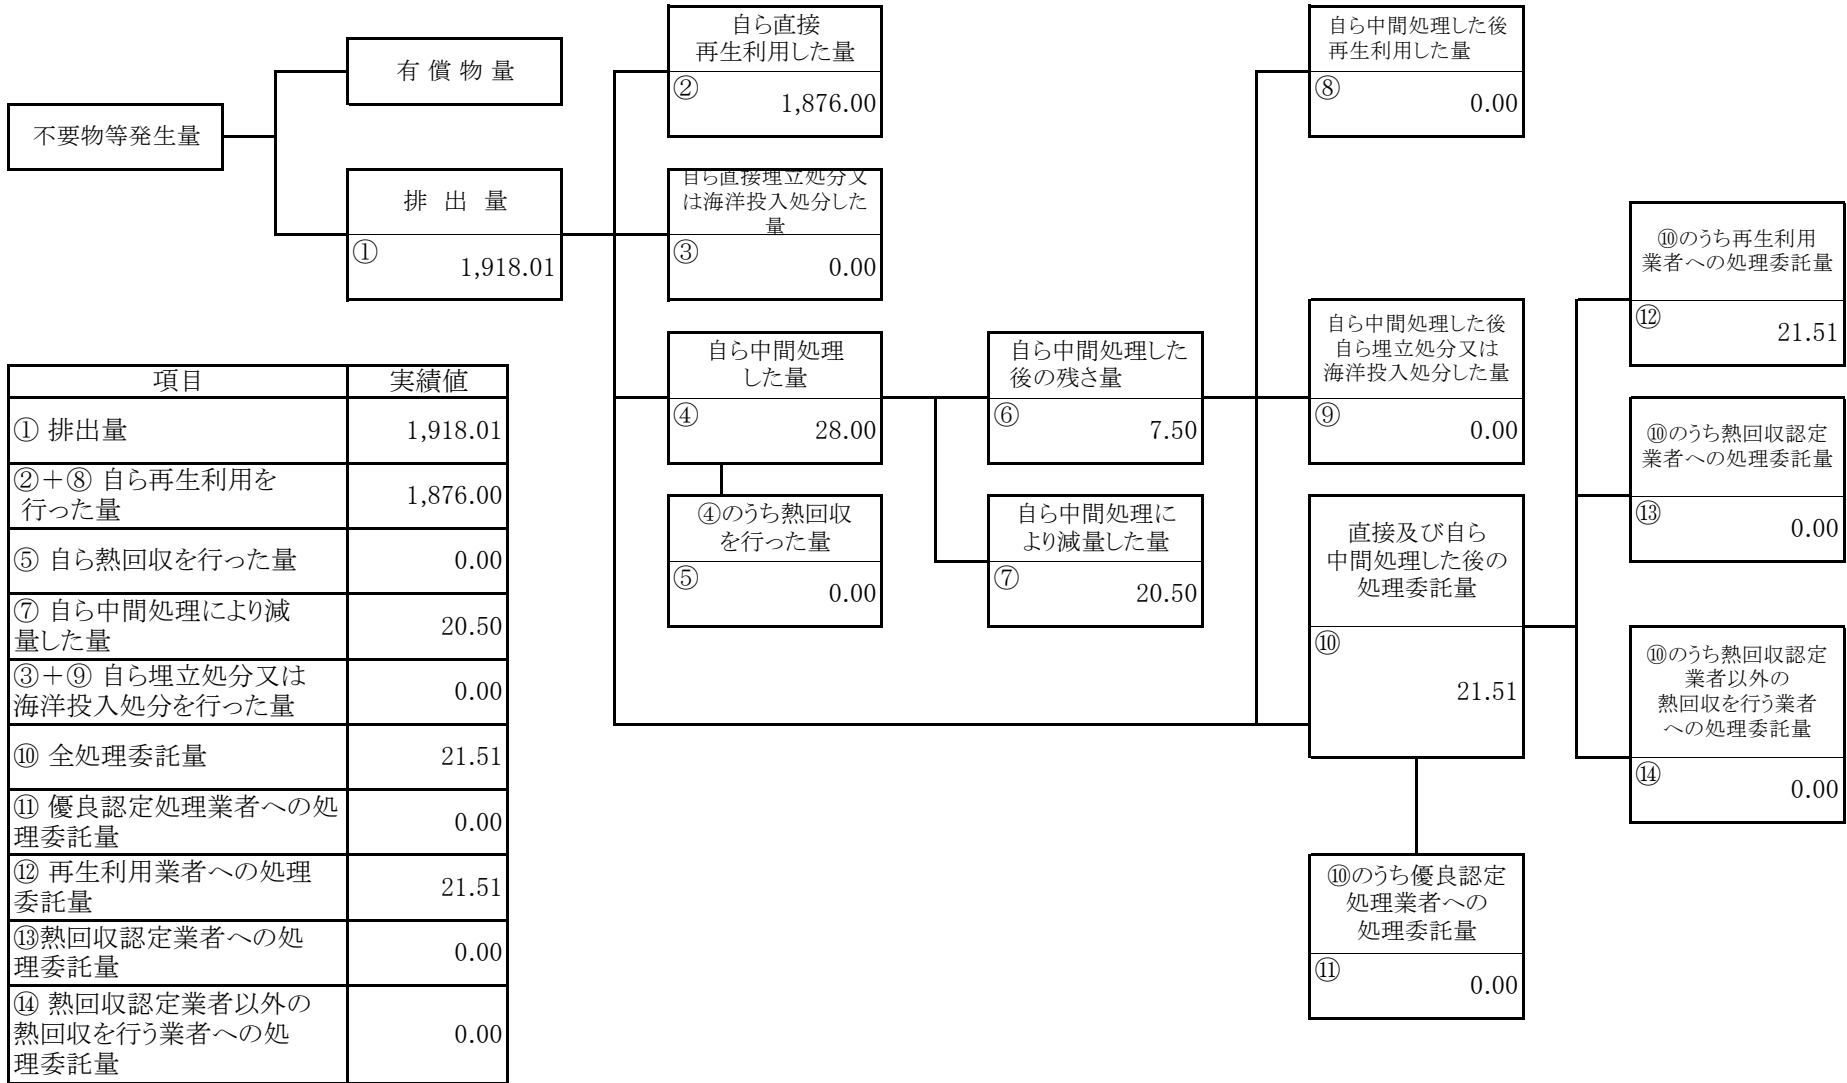 不要物等発生量
有 償 物 量
排 出 量
①
1,918.01
自ら直接
再生利用した量
②
1,876.00
自ら直接埋立処分又
は海洋投入処分した
量
③
0.00
自ら中間処理
した量
④
28.00
④のうち熱回収
を行った量
⑤
0.00
自ら中間処理した
後の残さ量
⑥
7.50
自ら中間処理に
より減量した量
⑦
20.50
自ら中間処理した後
再生利用した量
⑧
0.00
自ら中間処理した後
自ら埋立処分又は
海洋投入処分した量
⑨
0.00
直接及び自ら
中間処理した後の
処理委託量
⑩
21.51
⑩のうち優良認定
処理業者への
処理委託量
⑪
0.00
⑩のうち再生利用
業者への処理委託量
⑫
21.51
⑩のうち熱回収認定
業者への処理委託量
⑬
0.00
⑩のうち熱回収認定
業者以外の
熱回収を行う業者
への処理委託量
⑭
0.00
項目 実績値
① 排出量 1,918.01
②＋⑧ 自ら再生利用を
行った量
1,876.00
⑤ 自ら熱回収を行った量 0.00
⑦ 自ら中間処理により減
量した量
20.50
③＋⑨ 自ら埋立処分又は
海洋投入処分を行った量
0.00
⑩ 全処理委託量 21.51
⑪ 優良認定処理業者への処
理委託量
0.00
⑫ 再生利用業者への処理
委託量
21.51
⑬熱回収認定業者への処
理委託量
0.00
⑭ 熱回収認定業者以外の
熱回収を行う業者への処
理委託量
0.00